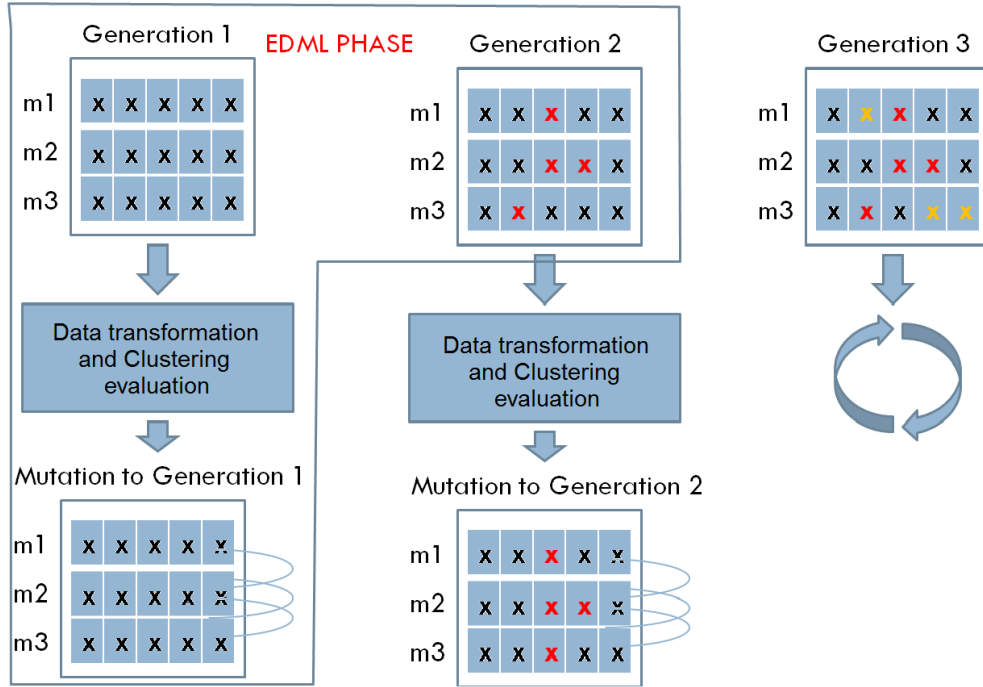 Generation 1
EDML PHASE
Generation 2
Generation 3
m1 x x x x x
m2 x x x x x
m3 x x x x x
m1 x x x x x
m2 x x x x x
m3 x x x x x
m1 x x x x x
m2 x x x x x
m3 x x x x x
Data transformation
and Clustering
evaluation
Data transformation
and Clustering
evaluation
Mutation to Generation 1
m1 x x x x x
m2 x x x x x
m3 x x x x x
Mutation to Generation 2
m1 x x x x x
m2 x x x x x
m3 x x x x x